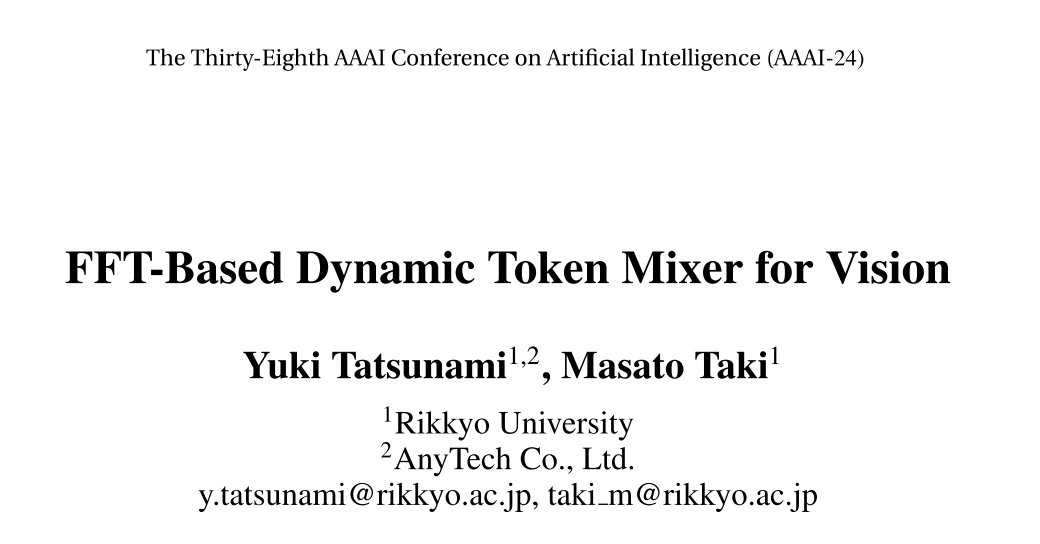 The Thirty-Eighth AAAI Conference on Artificial Intelligence (AAAI-24)
FFT-Based Dynamic Token Mixer for Vision
Yuki Tatsunami1,2, Masato Taki1
1Rikkyo University
2AnyTech Co., Ltd.
y.tatsunami@rikkyo.ac.jp, taki_m@rikkyo.ac.jp